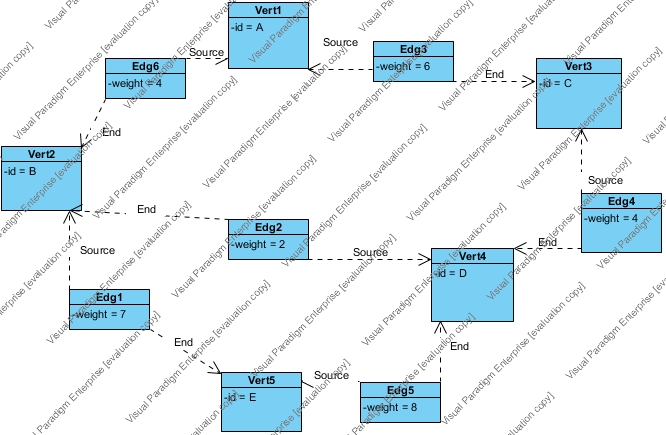 Vert1
-id = A
Source
Edg6
-weight = 4
End
Source
Edg3
-weight = 6
End
Vert3
-id = C
Vert2
-id = B
End
Edg2
-weight = 2
Source
Source
Edg4
-weight = 4
End
Vert4
-id = D
Source
Edg1
-weight = 7
End
Vert5
-id = E
Source
Edg5
-weight = 8
End
Visual Paradigm Enterprise [evaluation copy]